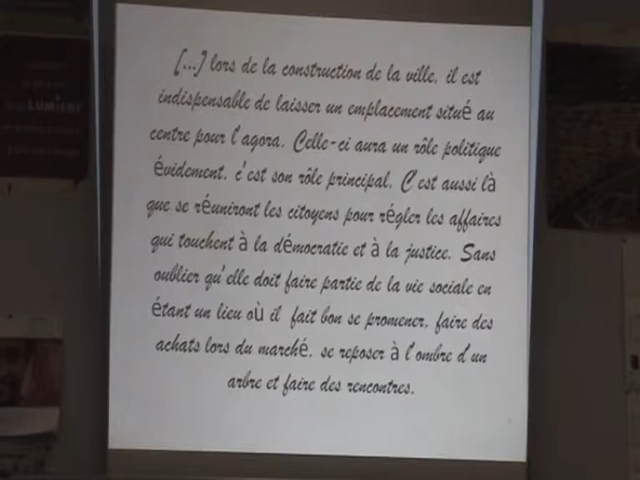 [...] lors de la construction de la ville, il est
indispensable de laisser un emplacement situé au
centre pour l'agora. Celle-ci aura un rôle politique
évidement, c'est son rôle principal. C'est aussi là
que se réuniront les citoyens pour régler les affaires
qui touchent à la démocratie et à la justice. Sans
oublier qu'elle doit faire partie de la vie sociale en
étant un lieu où il fait bon se promener, faire des
achats lors du marché, se reposer à l'ombre d'un
arbre et faire des rencontres.
LUMIÈRE